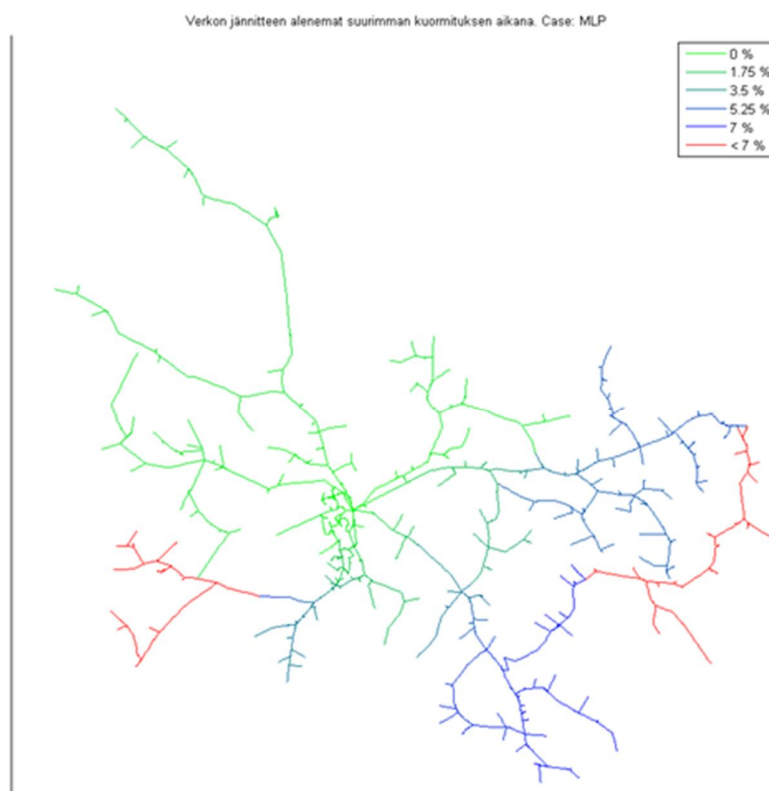 Verkon jännitteen alenemat suurimman kuormituksen aikana. Case: MLP
0 %
1.75 %
3.5 %
5.25 %
7 %
< 7 %